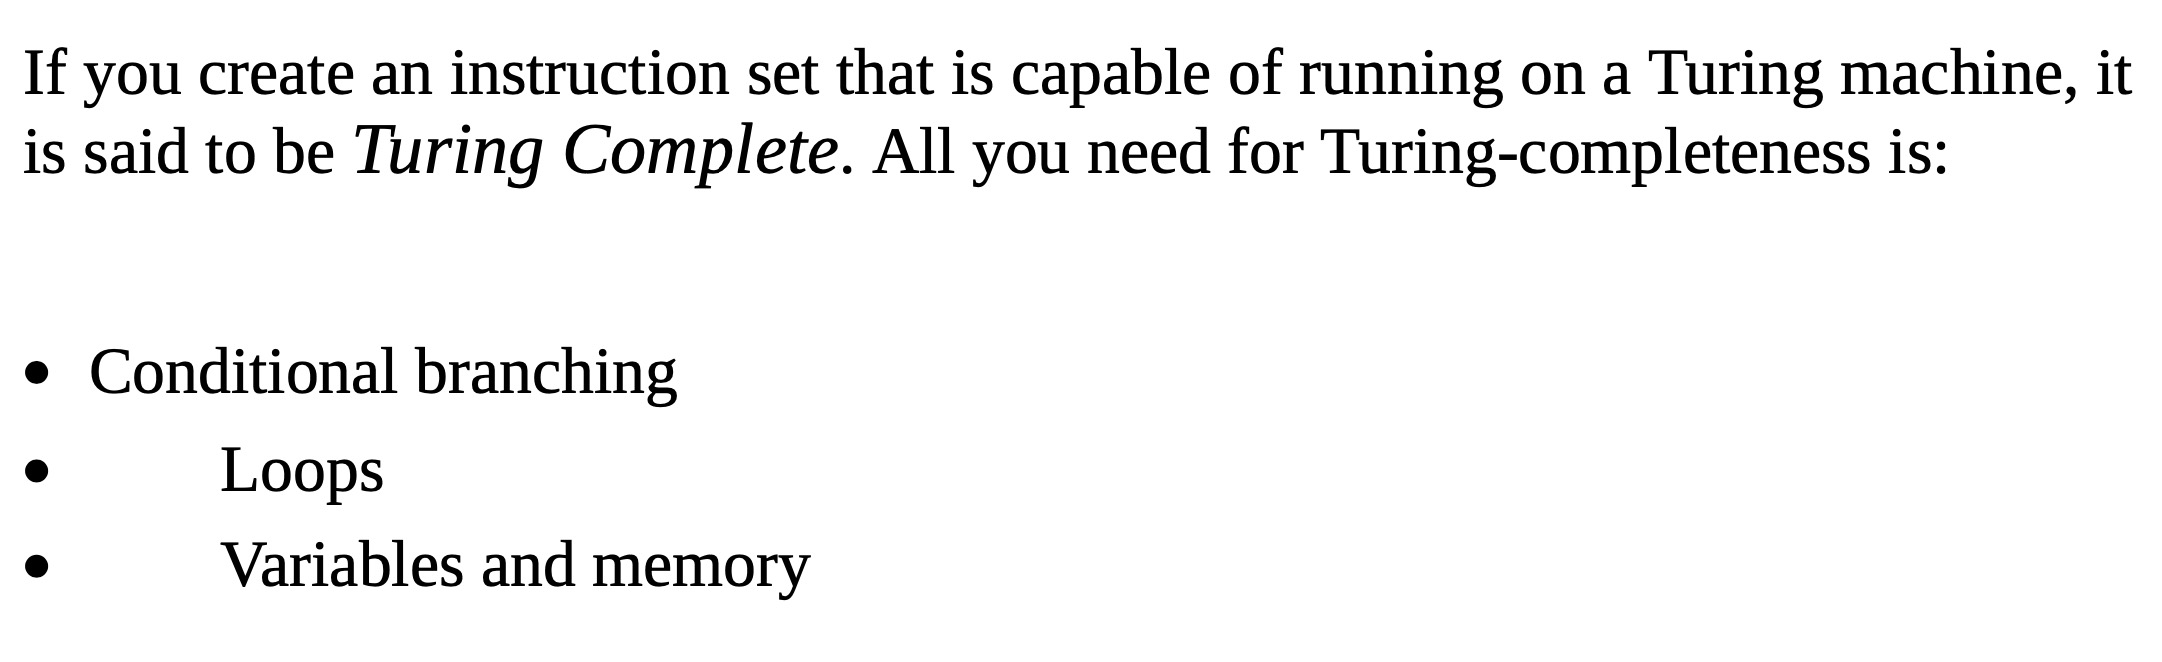 If you create an instruction set that is capable of running on a Turing machine, it
is said to be Turing Complete. All you need for Turing-completeness is:
• Conditional branching
• Loops
• Variables and memory